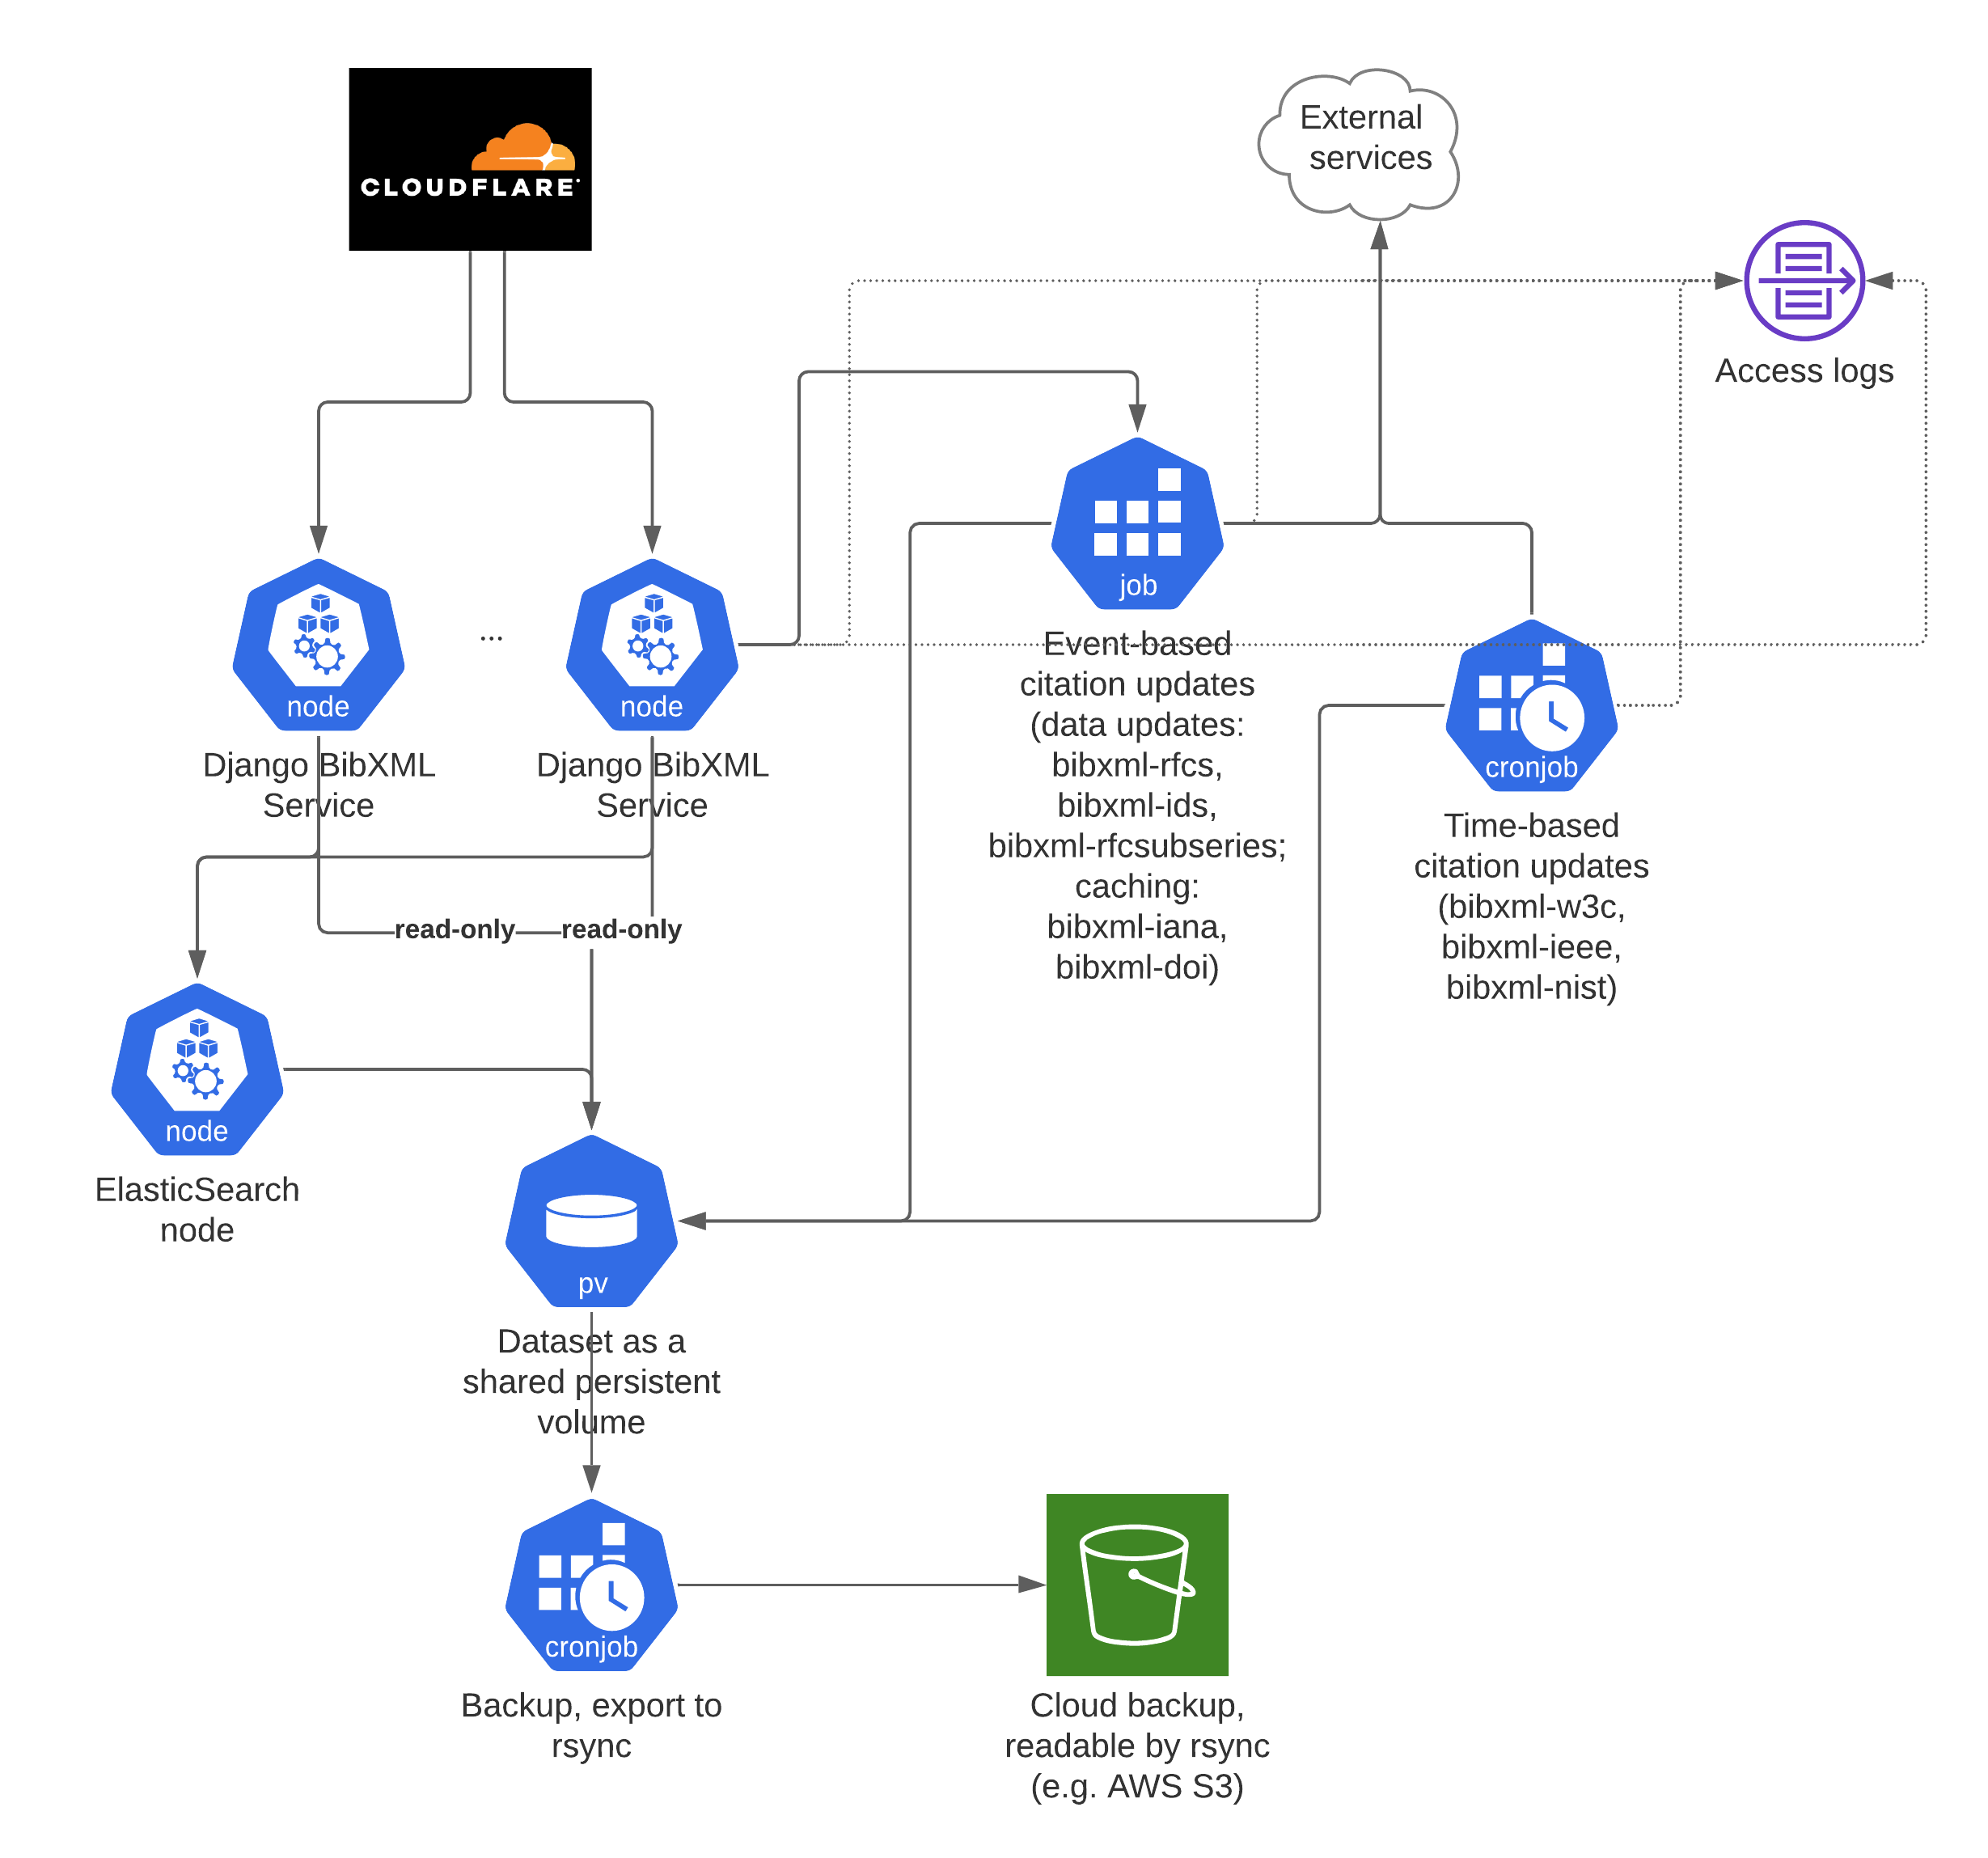 CLOUDFLARE
External
services
Access logs
job
node
...
node
Django BibXML
Service
Django BibXML
Service
Event-based
citation updates
(data updates:
bibxml-rfcs,
bibxml-ids,
bibxml-rfcsubseries;
caching:
bibxml-iana,
bibxml-doi)
cronjob
Time-based
citation updates
(bibxml-w3c,
bibxml-ieee,
bibxml-nist)
read-only
read-only
node
ElasticSearch
node
pv
Dataset as a
shared persistent
volume
cronjob
Backup, export to
rsync
Cloud backup,
readable by rsync
(e.g. AWS S3)